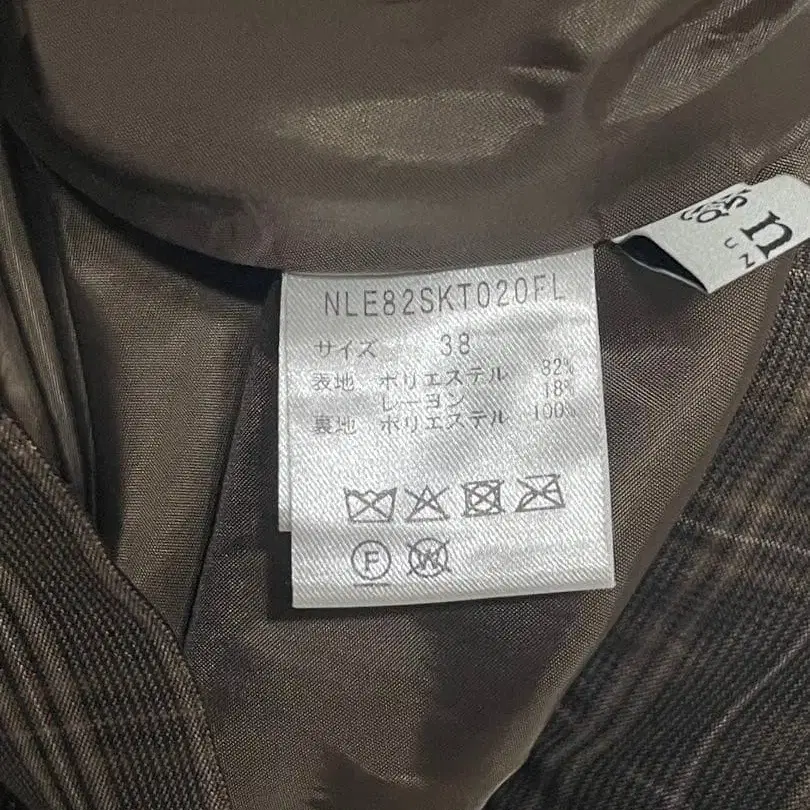 NLE82SKT020FL
サイズ 38
表地 ポリエステル 82%
レーヨン 18%
裏地 ポリエステル 100%
F W
n